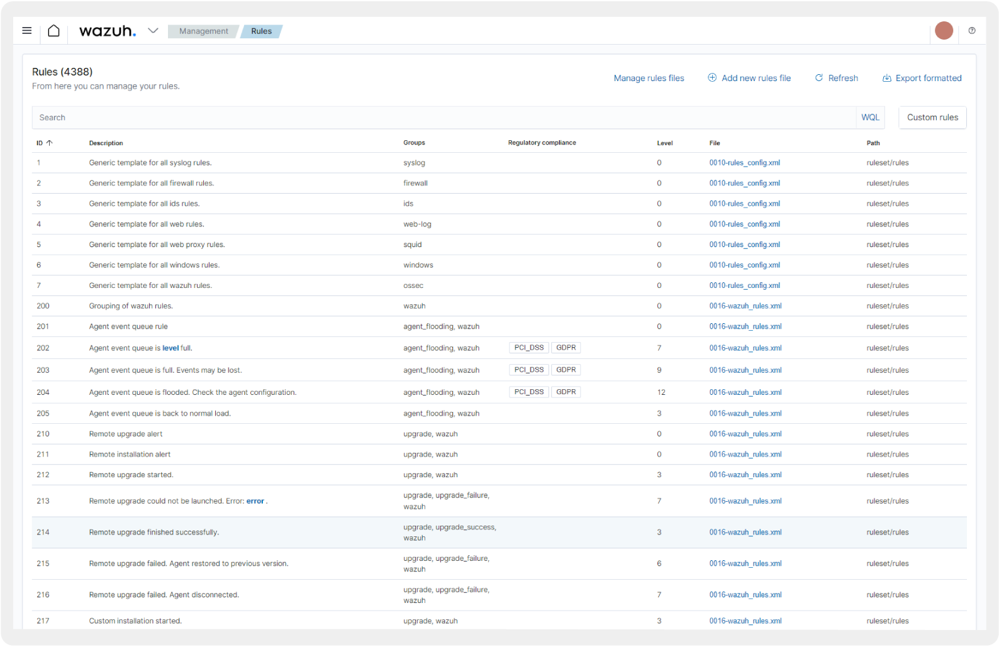 wazuh. Management Rules
Rules (4388)
From here you can manage your rules.
Manage rules files Add new rules file Refresh Export formatted
Search WQL Custom rules
ID Description Groups Regulatory compliance Level File Path
1 Generic template for all syslog rules. syslog 0 0010-rules_config.xml ruleset/rules
2 Generic template for all firewall rules. firewall 0 0010-rules_config.xml ruleset/rules
3 Generic template for all ids rules. ids 0 0010-rules_config.xml ruleset/rules
4 Generic template for all web rules. web-log 0 0010-rules_config.xml ruleset/rules
5 Generic template for all web proxy rules. squid 0 0010-rules_config.xml ruleset/rules
6 Generic template for all windows rules. windows 0 0010-rules_config.xml ruleset/rules
7 Generic template for all wazuh rules. ossec 0 0010-rules_config.xml ruleset/rules
200 Grouping of wazuh rules. wazuh 0 0016-wazuh_rules.xml ruleset/rules
201 Agent event queue rule agent_flooding, wazuh 0 0016-wazuh_rules.xml ruleset/rules
202 Agent event queue is level full. agent_flooding, wazuh PCI_DSS GDPR 7 0016-wazuh_rules.xml ruleset/rules
203 Agent event queue is full. Events may be lost. agent_flooding, wazuh PCI_DSS GDPR 9 0016-wazuh_rules.xml ruleset/rules
204 Agent event queue is flooded. Check the agent configuration. agent_flooding, wazuh PCI_DSS GDPR 12 0016-wazuh_rules.xml ruleset/rules
205 Agent event queue is back to normal load. agent_flooding, wazuh 3 0016-wazuh_rules.xml ruleset/rules
210 Remote upgrade alert upgrade, wazuh 0 0016-wazuh_rules.xml ruleset/rules
211 Remote installation alert upgrade, wazuh 0 0016-wazuh_rules.xml ruleset/rules
212 Remote upgrade started. upgrade, wazuh 3 0016-wazuh_rules.xml ruleset/rules
213 Remote upgrade could not be launched. Error: error . upgrade, upgrade_failure, 7 0016-wazuh_rules.xml ruleset/rules
wazuh
214 Remote upgrade finished successfully. upgrade, upgrade_success, 3 0016-wazuh_rules.xml ruleset/rules
wazuh
215 Remote upgrade failed. Agent restored to previous version. upgrade, upgrade_failure, 6 0016-wazuh_rules.xml ruleset/rules
wazuh
216 Remote upgrade failed. Agent disconnected. upgrade, upgrade_failure, 7 0016-wazuh_rules.xml ruleset/rules
wazuh
217 Custom installation started. upgrade, wazuh 3 0016-wazuh_rules.xml ruleset/rules